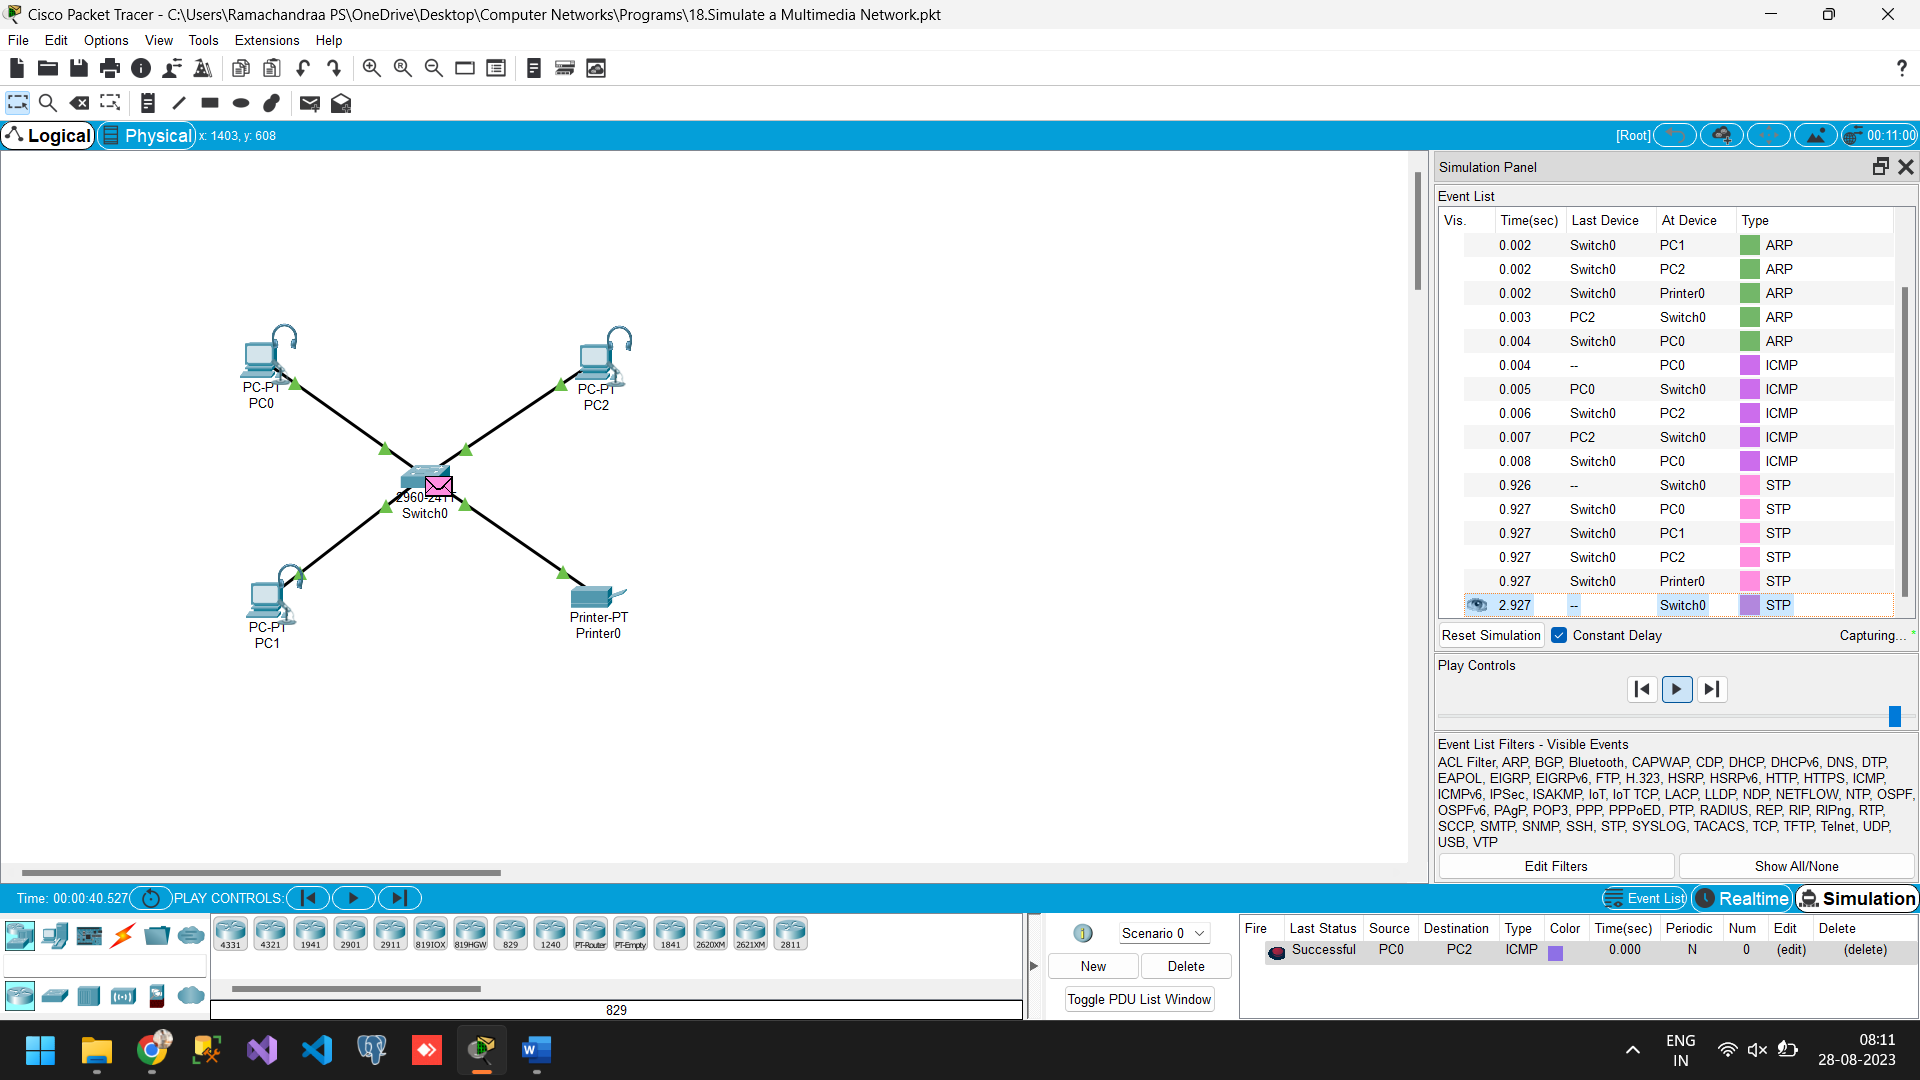 Cisco Packet Tracer - C:\Users\Ramachandraa PS\OneDrive\Desktop\Computer Networks\Programs\18.Simulate a Multimedia Network.pkt
File Edit Options View Tools Extensions Help
?
Logical Physical x: 1403, y: 608 [Root] 00:11:00
Simulation Panel
Event List
Vis. Time(sec) Last Device At Device Type
0.002 Switch0 PC1 ARP
0.002 Switch0 PC2 ARP
0.002 Switch0 Printer0 ARP
0.003 PC2 Switch0 ARP
0.004 Switch0 PC0 ARP
0.004 -- PC0 ICMP
0.005 PC0 Switch0 ICMP
0.006 Switch0 PC2 ICMP
0.007 PC2 Switch0 ICMP
0.008 Switch0 PC0 ICMP
0.926 -- Switch0 STP
0.927 Switch0 PC0 STP
0.927 Switch0 PC1 STP
0.927 Switch0 PC2 STP
0.927 Switch0 Printer0 STP
2.927 -- Switch0 STP
Reset Simulation Constant Delay Capturing... *
Play Controls
Event List Filters - Visible Events
ACL Filter, ARP, BGP, Bluetooth, CAPWAP, CDP, DHCP, DHCPv6, DNS, DTP,
EAPOL, EIGRP, EIGRPv6, FTP, H.323, HSRP, HSRPv6, HTTP, HTTPS, ICMP,
ICMPv6, IPSec, ISAKMP, IoT, IoT TCP, LACP, LLDP, NDP, NETFLOW, NTP, OSPF,
OSPFv6, PAgP, POP3, PPP, PPPoED, PTP, RADIUS, REP, RIP, RIPng, RTP,
SCCP, SMTP, SNMP, SSH, STP, SYSLOG, TACACS, TCP, TFTP, Telnet, UDP,
USB, VTP
Edit Filters Show All/None
PC-PT
PC0
PC-PT
PC2
2960-24TT
Switch0
PC-PT
PC1
Printer-PT
Printer0
Time: 00:00:40.527 PLAY CONTROLS: Event List Realtime Simulation
4331 4321 1941 2901 2911 819IOX 819HGW 829 1240 PT-Router PT-Empty 1841 2620XM 2621XM 2811
829
1 Scenario 0
New Delete
Toggle PDU List Window
Fire Last Status Source Destination Type Color Time(sec) Periodic Num Edit Delete
Successful PC0 PC2 ICMP 0.000 N 0 (edit) (delete)
ENG
IN
08:11
28-08-2023